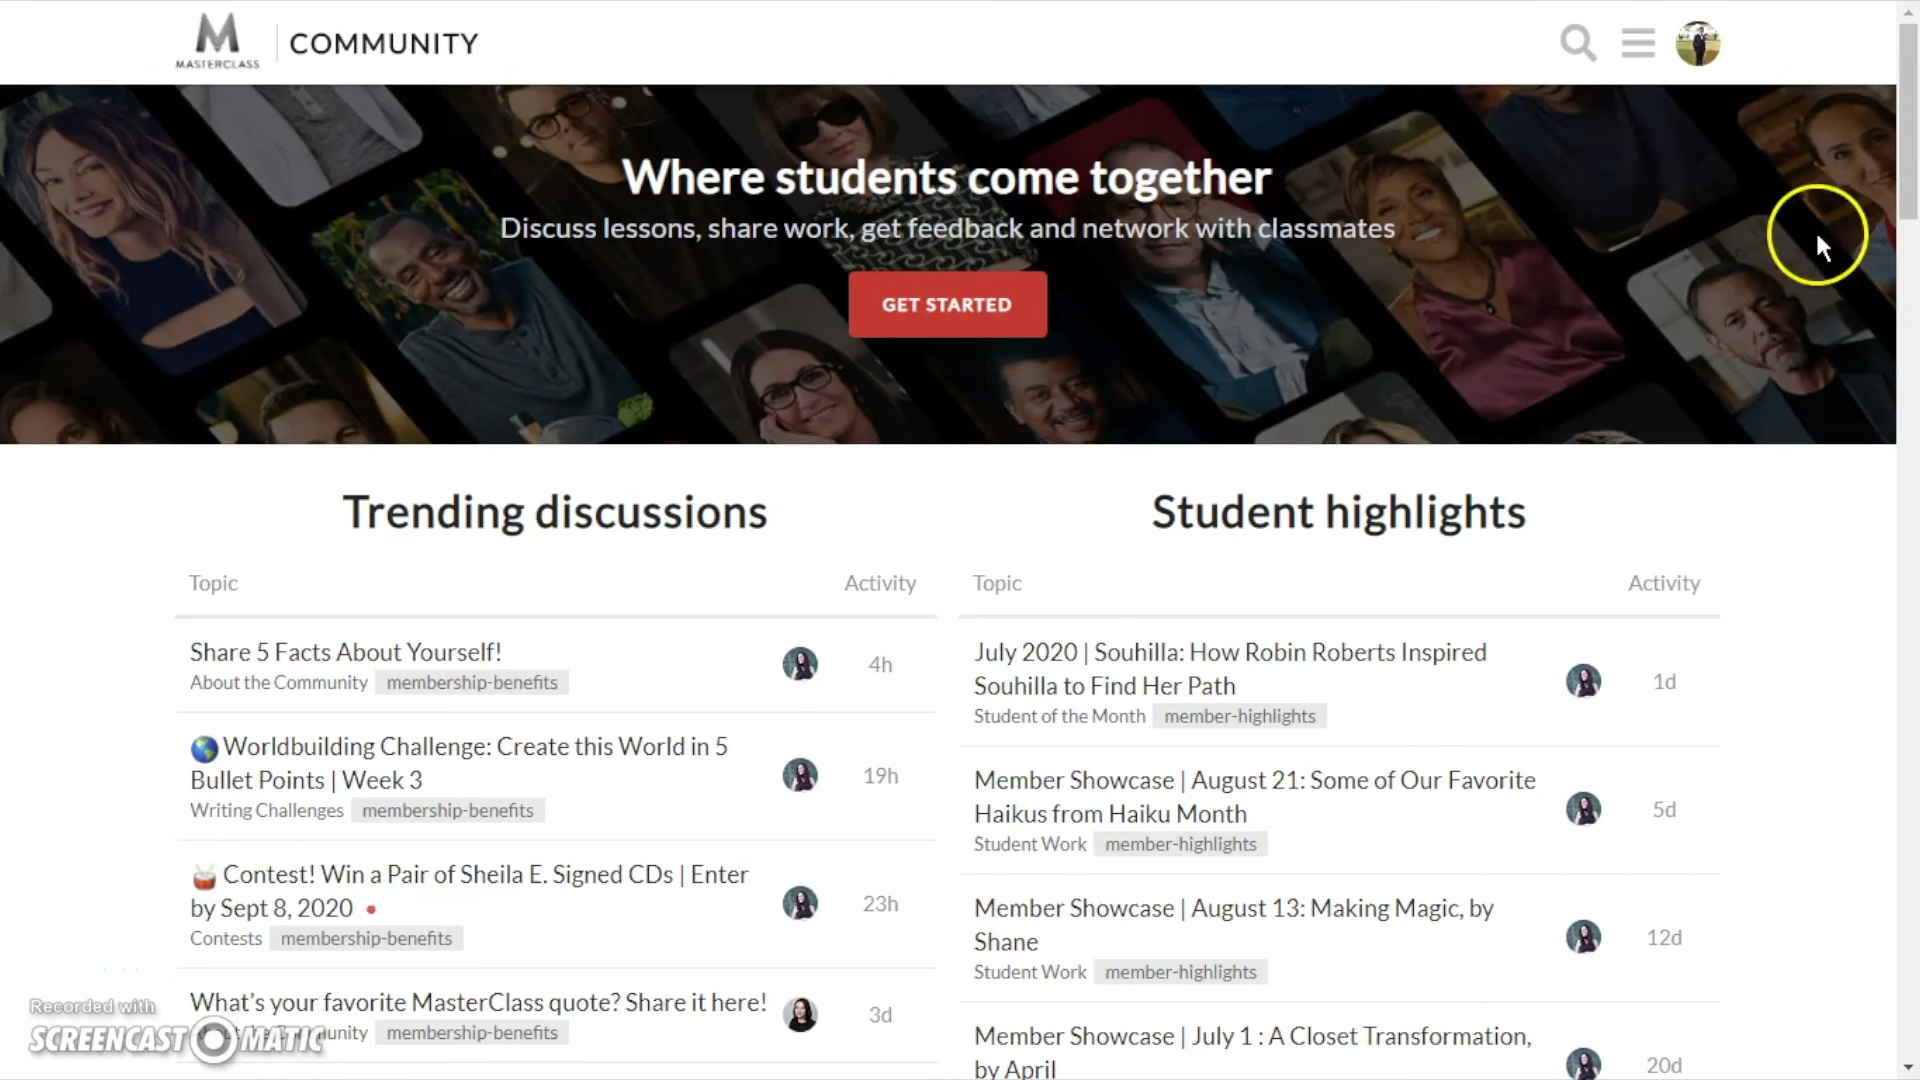 M
MASTERCLASS
COMMUNITY
Where students come together
Discuss lessons, share work, get feedback and network with classmates
GET STARTED
Trending discussions
Topic Activity
Share 5 Facts About Yourself! 4h
About the Community membership-benefits
Worldbuilding Challenge: Create this World in 5
Bullet Points | Week 3 19h
Writing Challenges membership-benefits
Contest! Win a Pair of Sheila E. Signed CDs | Enter
by Sept 8, 2020 23h
Contests membership-benefits
What's your favorite MasterClass quote? Share it here! 3d
membership-benefits
Student highlights
Topic Activity
July 2020 | Souhilla: How Robin Roberts Inspired
Souhilla to Find Her Path 1d
Student of the Month member-highlights
Member Showcase | August 21: Some of Our Favorite
Haikus from Haiku Month 5d
Student Work member-highlights
Member Showcase | August 13: Making Magic, by
Shane 12d
Student Work member-highlights
Member Showcase | July 1 : A Closet Transformation,
by April 20d
Recorded with
SCREENCAST MATIC